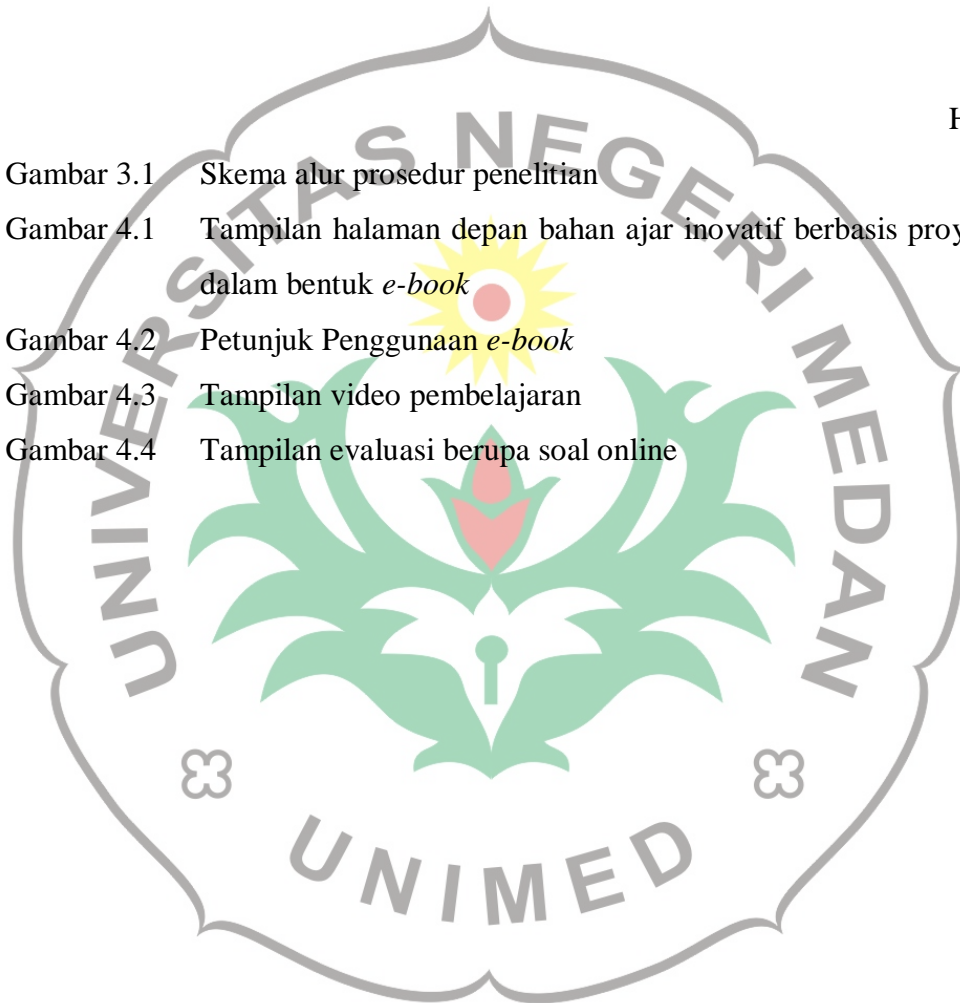 Gambar 3.1 Skema alur prosedur penelitian
Gambar 4.1 Tampilan halaman depan bahan ajar inovatif berbasis
dalam bentuk e-book
Gambar 4.2 Petunjuk Penggunaan e-book
Gambar 4.3 Tampilan video pembelajaran
Gambar 4.4 Tampilan evaluasi berupa soal online
UNIVERSITAS NEGERI MEDAN
UNIMED